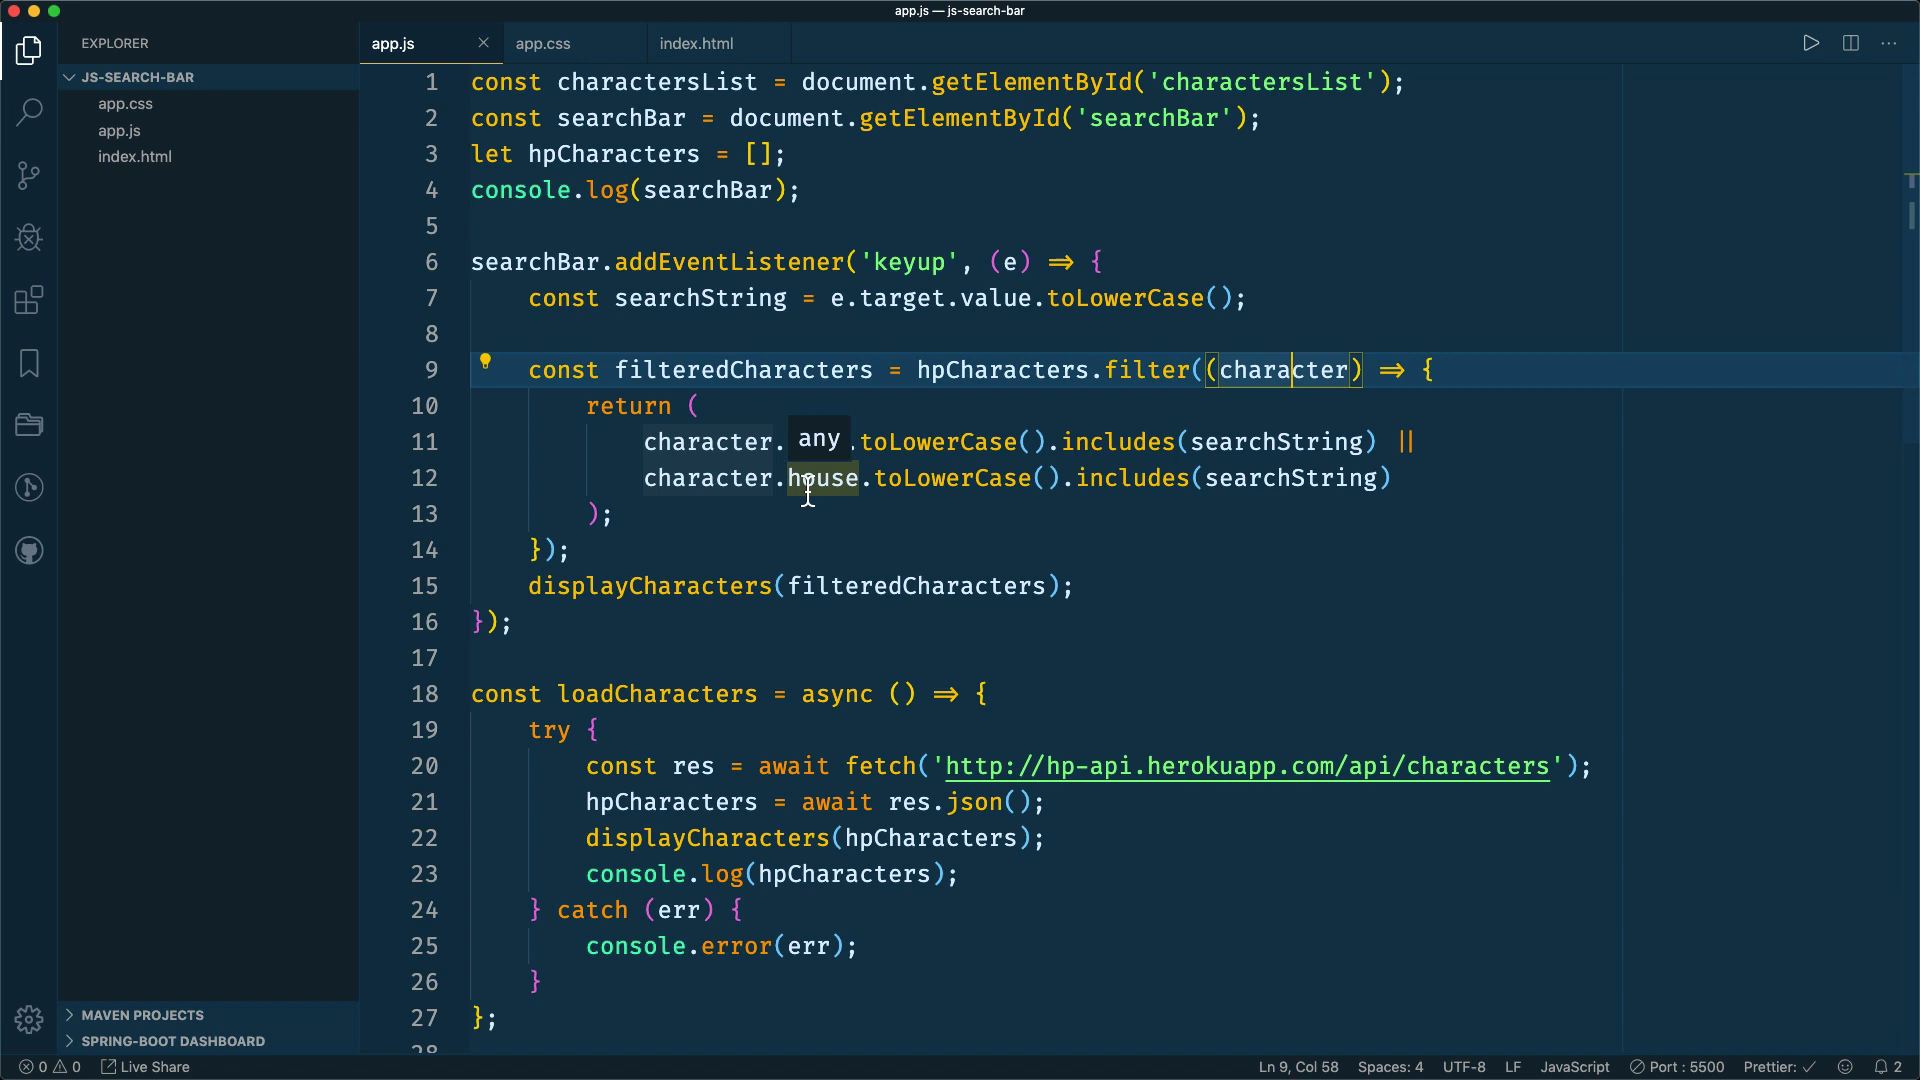 app.js — js-search-bar
EXPLORER
JS-SEARCH-BAR
app.css
app.js
index.html
MAVEN PROJECTS
SPRING-BOOT DASHBOARD
app.js
app.css
index.html
1 const charactersList = document.getElementById('charactersList');
2 const searchBar = document.getElementById('searchBar');
3 let hpCharacters = [];
4 console.log(searchBar);
5
6 searchBar.addEventListener('keyup', (e) => {
7 const searchString = e.target.value.toLowerCase();
8
9 const filteredCharacters = hpCharacters.filter((character) => {
10 return (
11 character. any .toLowerCase().includes(searchString) ||
12 character.house.toLowerCase().includes(searchString)
13 );
14 });
15 displayCharacters(filteredCharacters);
16 });
17
18 const loadCharacters = async () => {
19 try {
20 const res = await fetch('http://hp-api.herokuapp.com/api/characters');
21 hpCharacters = await res.json();
22 displayCharacters(hpCharacters);
23 console.log(hpCharacters);
24 } catch (err) {
25 console.error(err);
26 }
27 };
0 0 Live Share Ln 9, Col 58 Spaces: 4 UTF-8 LF JavaScript Port : 5500 Prettier: ✓ 2